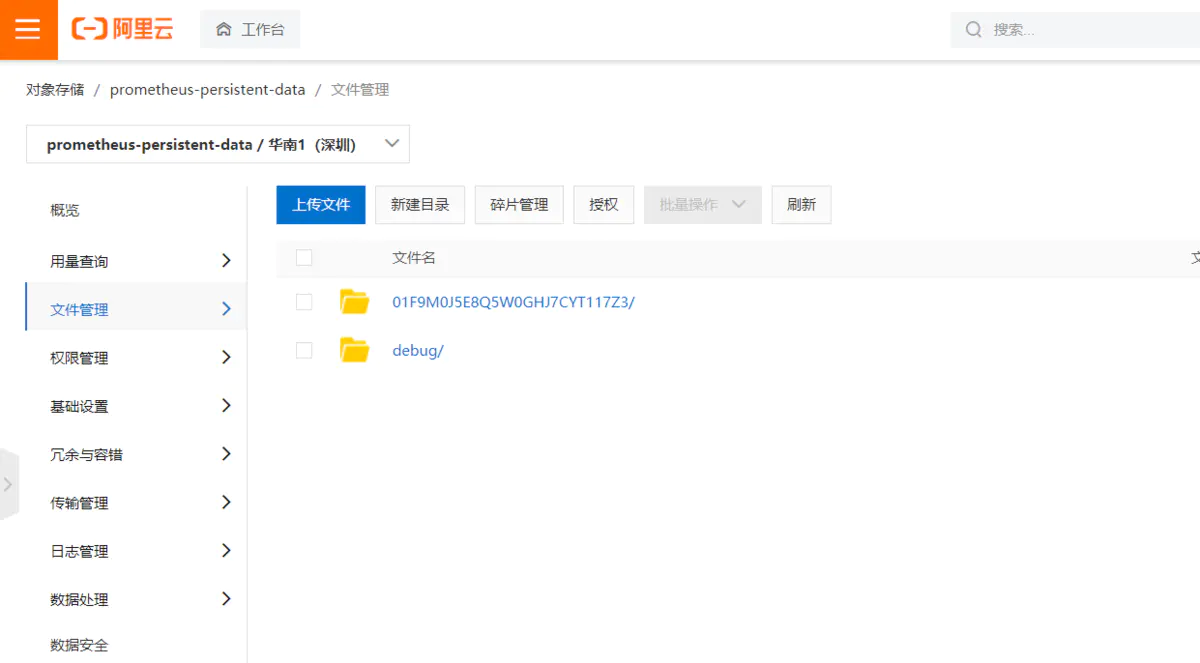 阿里云 工作台 搜索...
对象存储 / prometheus-persistent-data / 文件管理
prometheus-persistent-data / 华南1（深圳）
上传文件 新建目录 碎片管理 授权 批量操作 刷新
概览
文件名
用量查询
文件管理
01F9M0J5E8Q5W0GHJ7CYT117Z3/
权限管理
debug/
基础设置
冗余与容错
传输管理
日志管理
数据处理
数据安全